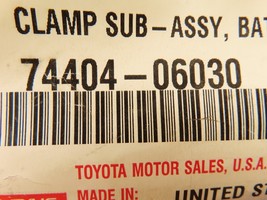 CLAMP SUB-ASSY, BAT
74404-06030
TOYOTA MOTOR SALES, U.S.A.
MADE IN: UNITED ST